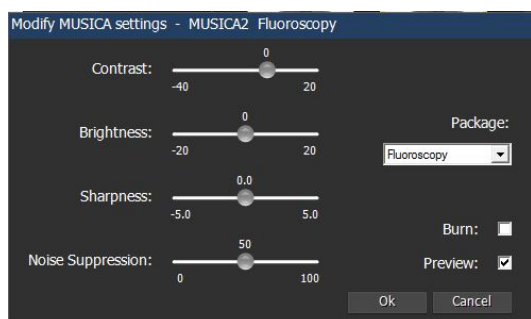 Modify MUSICA settings - MUSICA2 Fluoroscopy
0
Contrast:
-40 20
0
Brightness:
-20 20
Package:
Fluoroscopy
0.0
Sharpness:
-5.0 5.0
Burn:
50
Noise Suppression:
0 100
Preview:
Ok Cancel